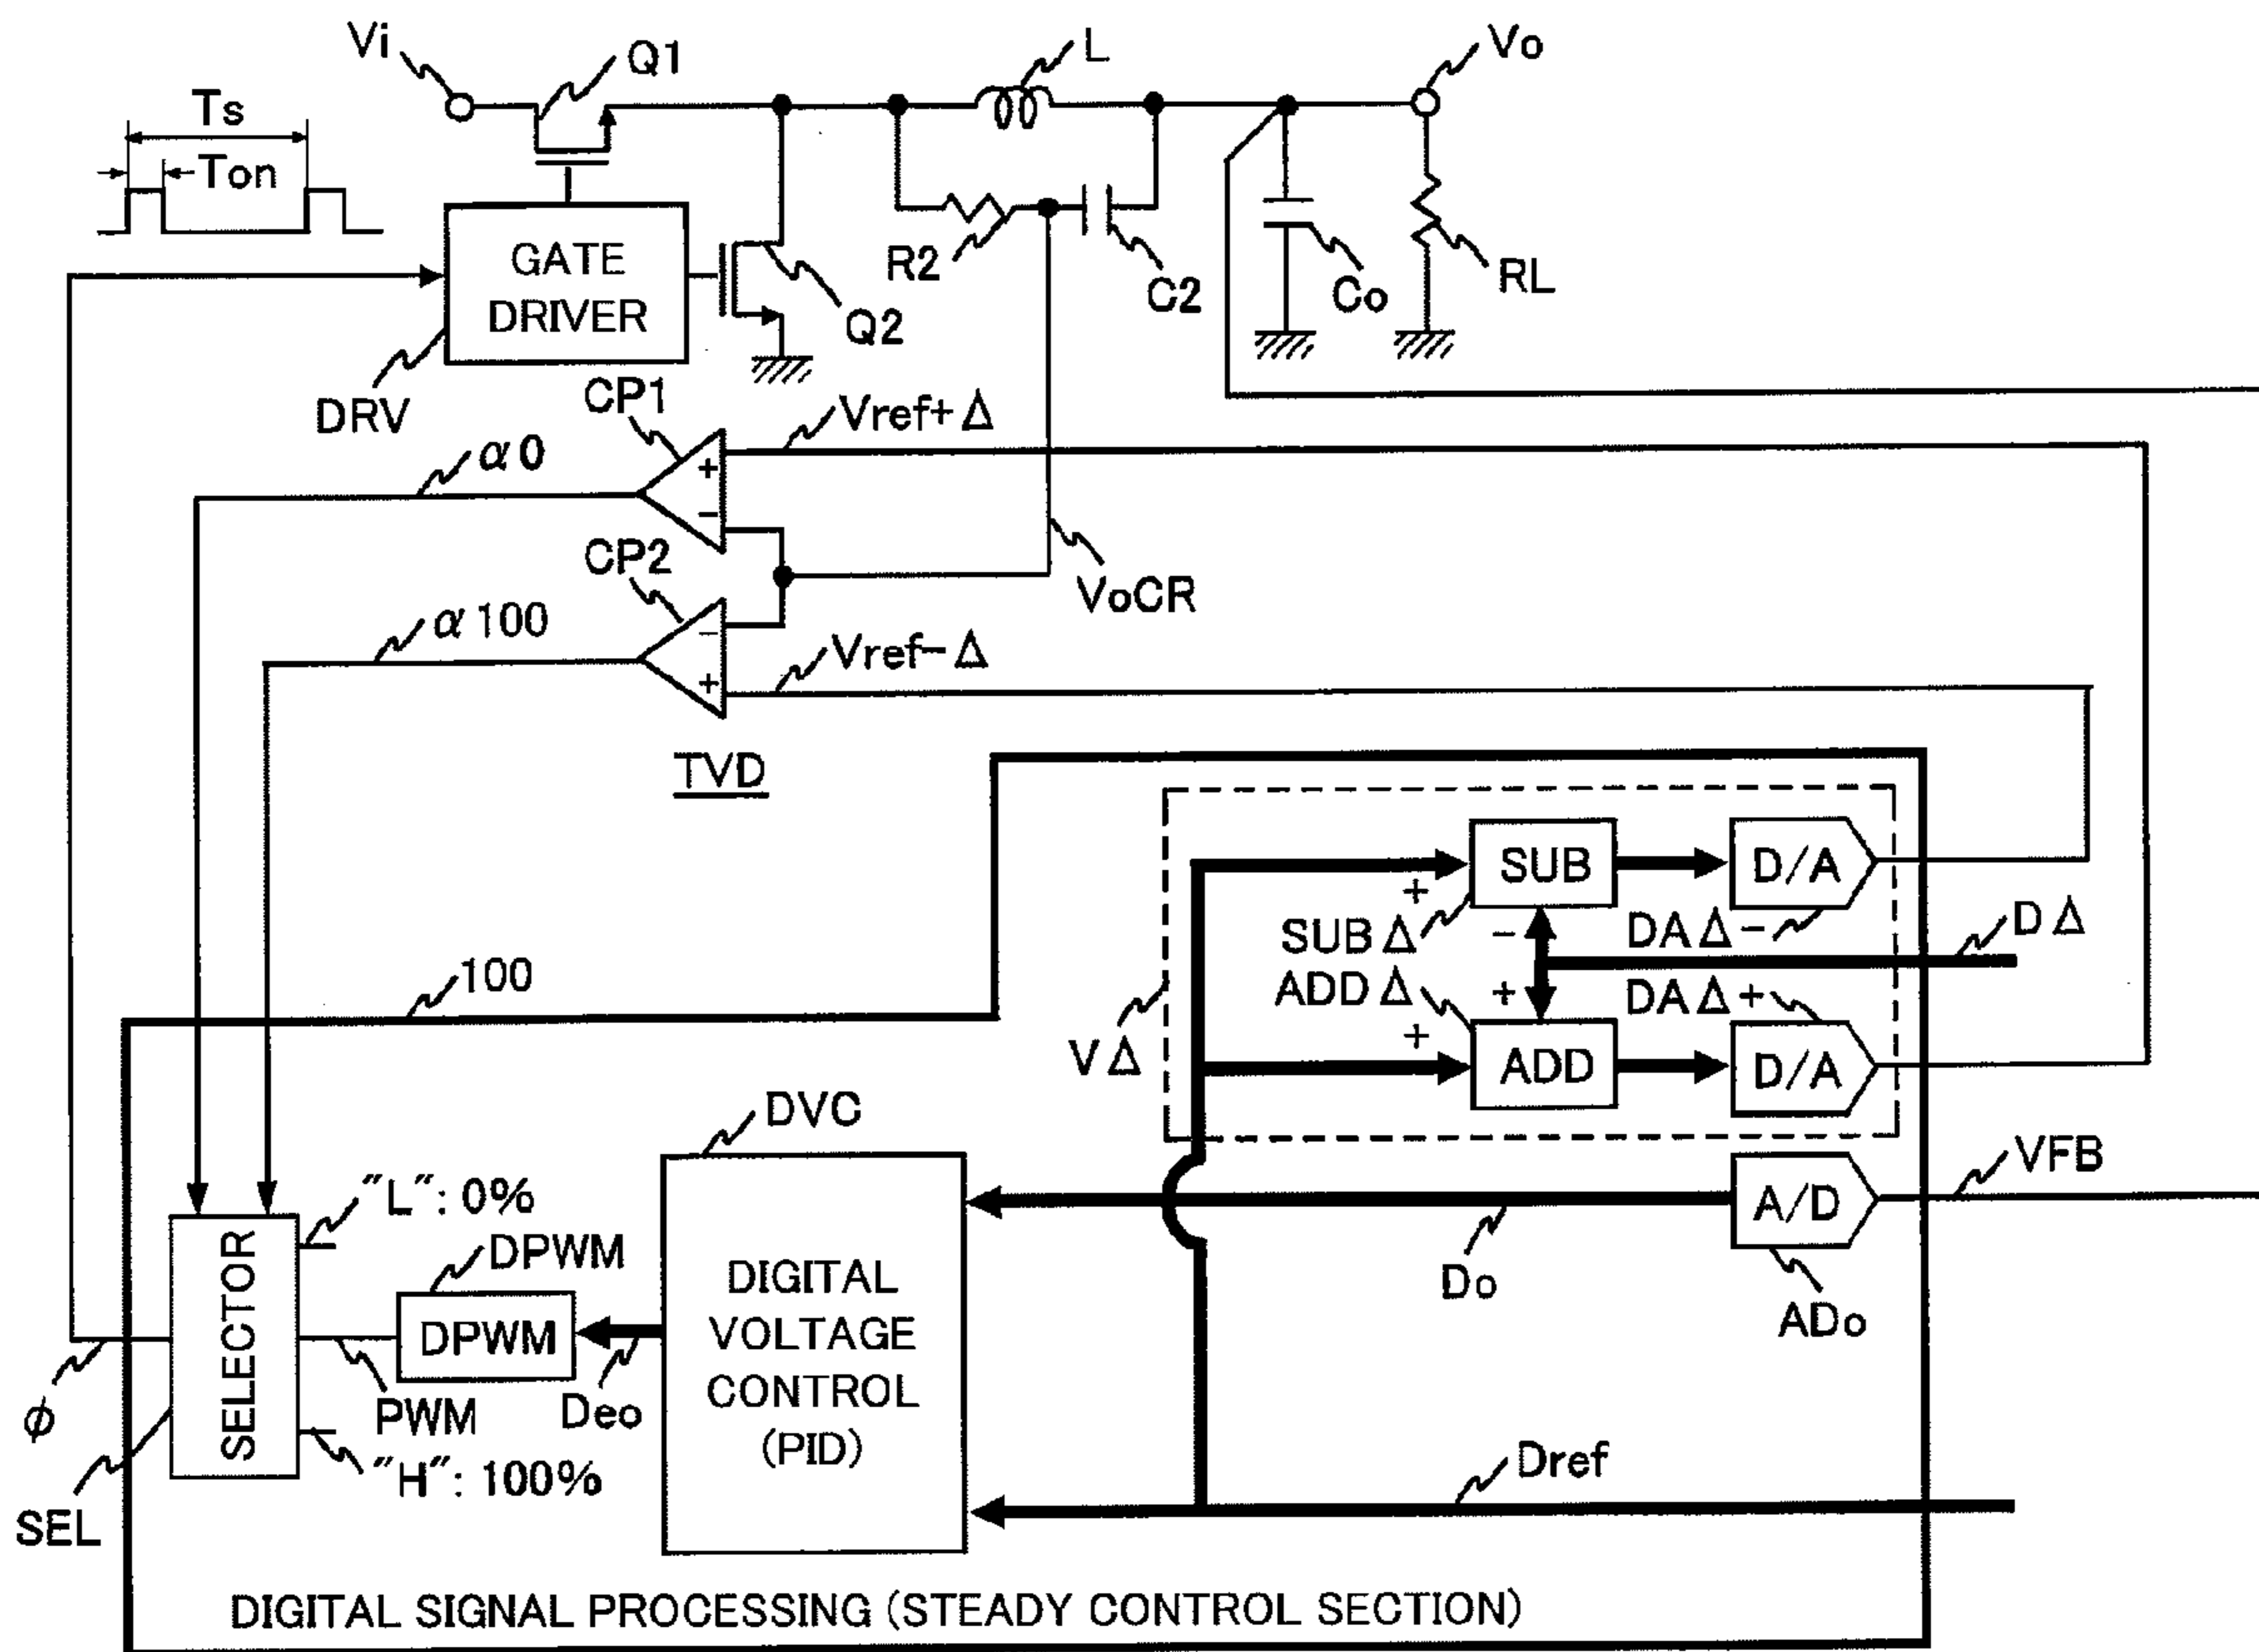 Vi
Q1
L
Vo
Ts
Ton
GATE
DRIVER
R2
C2
Co
RL
Q2
DRV
CP1
Vref+Δ
α0
+
−
CP2
VoCR
α100
−
+
Vref−Δ
TVD
SUB
D/A
+
SUBΔ
−
DAΔ−
DΔ
100
ADDΔ
+
DAΔ+
+
VΔ
ADD
D/A
DVC
VFB
"L": 0%
A/D
SELECTOR
DPWM
DIGITAL
VOLTAGE
CONTROL
(PID)
Do
ADo
DPWM
φ
PWM
Deo
"H": 100%
Dref
SEL
DIGITAL SIGNAL PROCESSING (STEADY CONTROL SECTION)